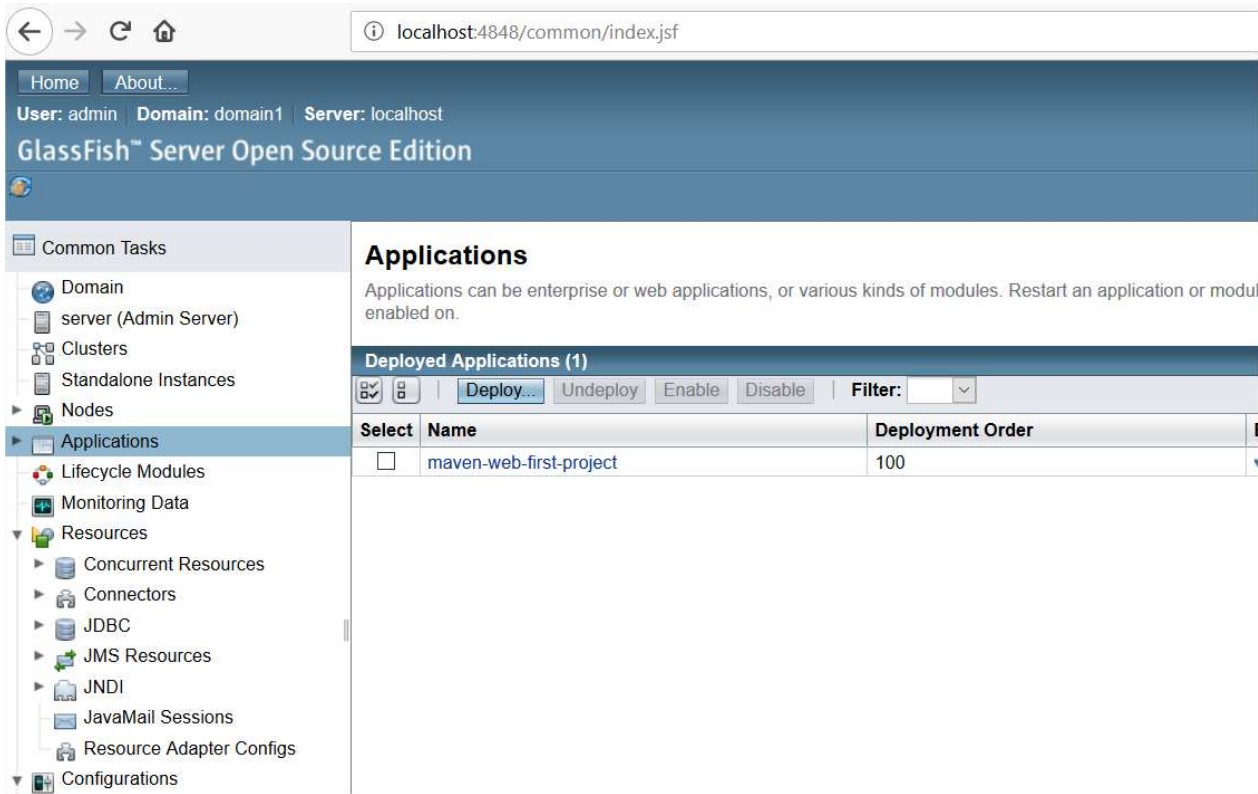 localhost:4848/common/index.jsf
Home About...
User: admin Domain: domain1 Server: localhost
GlassFish™ Server Open Source Edition
Common Tasks
Domain
server (Admin Server)
Clusters
Standalone Instances
Nodes
Applications
Lifecycle Modules
Monitoring Data
Resources
Concurrent Resources
Connectors
JDBC
JMS Resources
JNDI
JavaMail Sessions
Resource Adapter Configs
Configurations
Applications
Applications can be enterprise or web applications, or various kinds of modules. Restart an application or modul
enabled on.
Deployed Applications (1)
Deploy... Undeploy Enable Disable Filter:
Select Name Deployment Order
maven-web-first-project 100